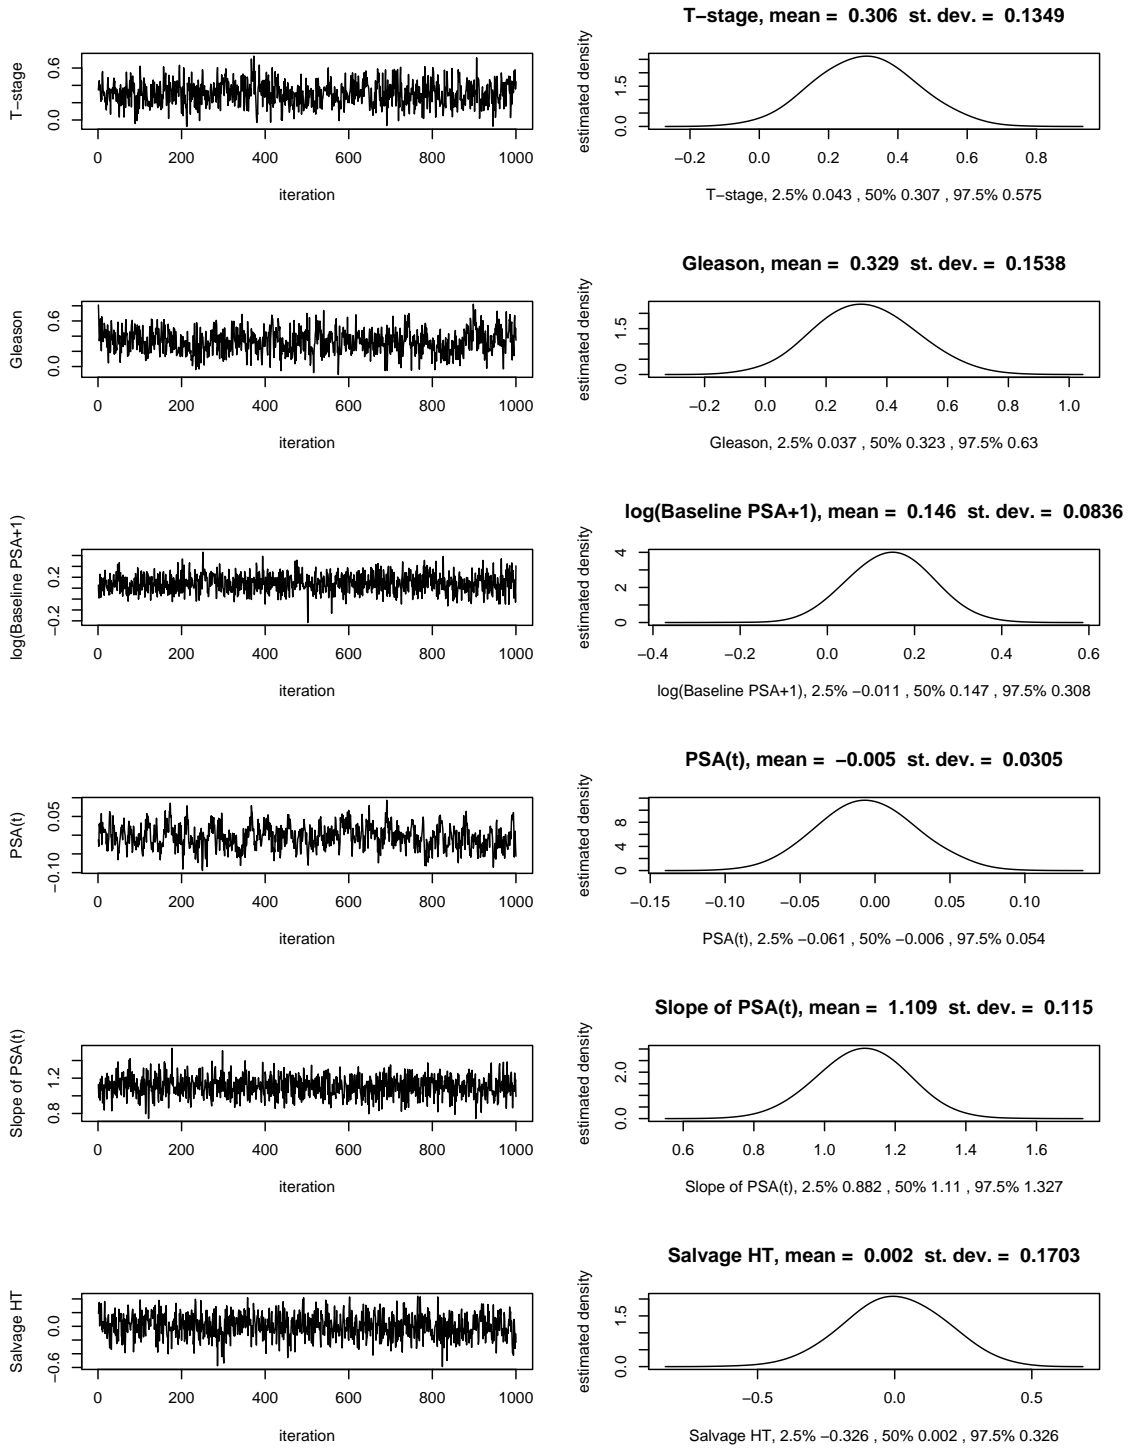 T−stage, mean = 0.306 st. dev. = 0.1349
T−stage
0.0 0.6
0 200 400 600 800 1000
iteration
estimated density
0.0 1.5
−0.2 0.0 0.2 0.4 0.6 0.8
T−stage, 2.5% 0.043 , 50% 0.307 , 97.5% 0.575
Gleason, mean = 0.329 st. dev. = 0.1538
Gleason
0.0 0.6
0 200 400 600 800 1000
iteration
estimated density
0.0 1.5
−0.2 0.0 0.2 0.4 0.6 0.8 1.0
Gleason, 2.5% 0.037 , 50% 0.323 , 97.5% 0.63
log(Baseline PSA+1), mean = 0.146 st. dev. = 0.0836
log(Baseline PSA+1)
−0.2 0.2
0 200 400 600 800 1000
iteration
estimated density
0 2 4
−0.4 −0.2 0.0 0.2 0.4 0.6
log(Baseline PSA+1), 2.5% −0.011 , 50% 0.147 , 97.5% 0.308
PSA(t), mean = −0.005 st. dev. = 0.0305
PSA(t)
−0.10 0.05
0 200 400 600 800 1000
iteration
estimated density
0 4 8
−0.15 −0.10 −0.05 0.00 0.05 0.10
PSA(t), 2.5% −0.061 , 50% −0.006 , 97.5% 0.054
Slope of PSA(t), mean = 1.109 st. dev. = 0.115
Slope of PSA(t)
0.8 1.2
0 200 400 600 800 1000
iteration
estimated density
0.0 2.0
0.6 0.8 1.0 1.2 1.4 1.6
Slope of PSA(t), 2.5% 0.882 , 50% 1.11 , 97.5% 1.327
Salvage HT, mean = 0.002 st. dev. = 0.1703
Salvage HT
−0.6 0.0
0 200 400 600 800 1000
iteration
estimated density
0.0 1.5
−0.5 0.0 0.5
Salvage HT, 2.5% −0.326 , 50% 0.002 , 97.5% 0.326